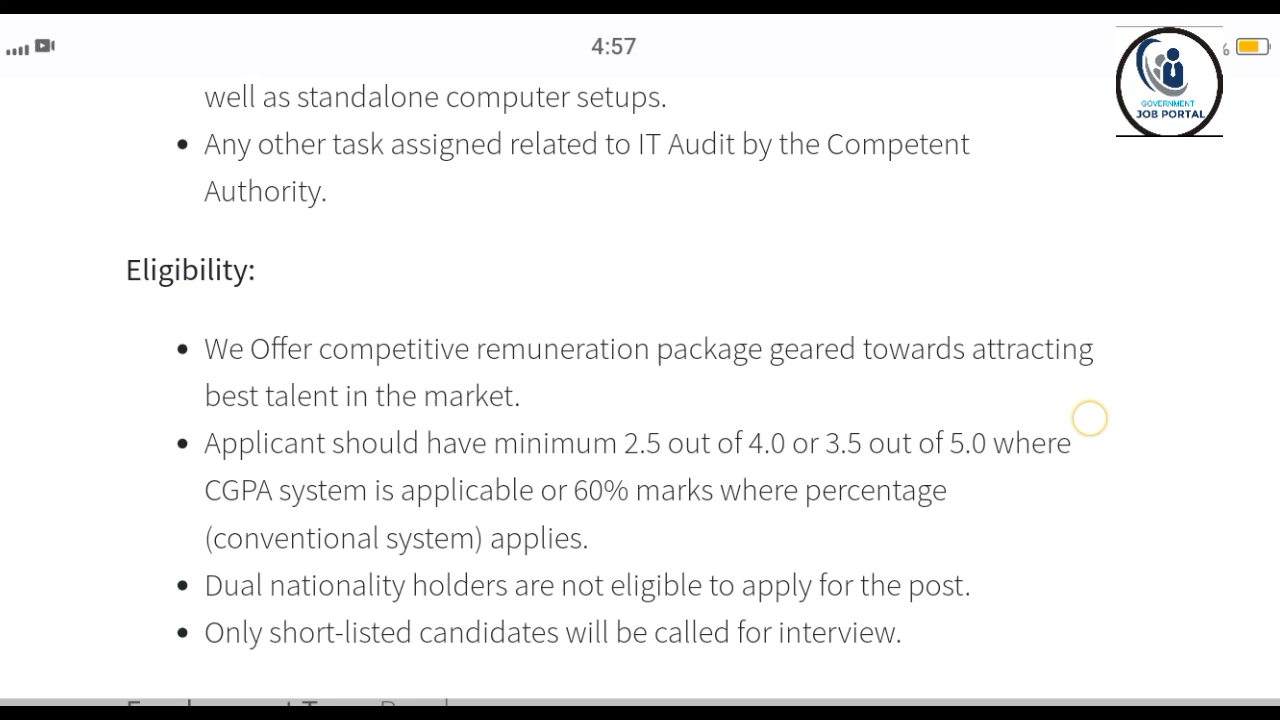 4:57
GOVERNMENT
JOB PORTAL
well as standalone computer setups.
• Any other task assigned related to IT Audit by the Competent
Authority.
Eligibility:
• We Offer competitive remuneration package geared towards attracting
best talent in the market.
• Applicant should have minimum 2.5 out of 4.0 or 3.5 out of 5.0 where
CGPA system is applicable or 60% marks where percentage
(conventional system) applies.
• Dual nationality holders are not eligible to apply for the post.
• Only short-listed candidates will be called for interview.